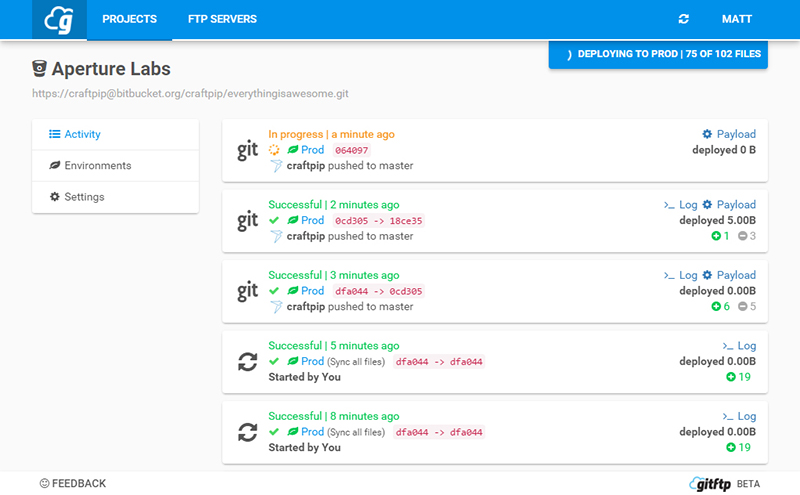 g PROJECTS FTP SERVERS MATT
DEPLOYING TO PROD | 75 OF 102 FILES
Aperture Labs
https://craftpip@bitbucket.org/craftpip/everythingisawesome.git
Activity
Environments
Settings
git
In progress | a minute ago
Payload
Prod 064097
deployed 0 B
craftpip pushed to master
git
Successful | 2 minutes ago
>_ Log Payload
Prod 0cd305 -> 18ce35
deployed 5.00B
craftpip pushed to master
1 3
git
Successful | 3 minutes ago
>_ Log Payload
Prod dfa044 -> 0cd305
deployed 0.00B
craftpip pushed to master
6 5
Successful | 5 minutes ago
>_ Log
Prod (Sync all files) dfa044 -> dfa044
deployed 0.00B
Started by You
19
Successful | 8 minutes ago
>_ Log
Prod (Sync all files) dfa044 -> dfa044
deployed 0.00B
Started by You
19
FEEDBACK
gitftp BETA